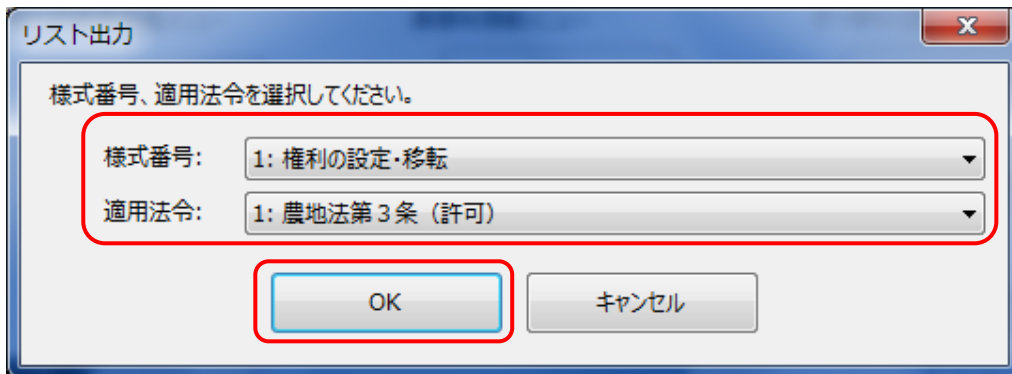 リスト出力
様式番号、適用法令を選択してください。
様式番号: 1: 権利の設定・移転
適用法令: 1: 農地法第３条（許可）
OK キャンセル